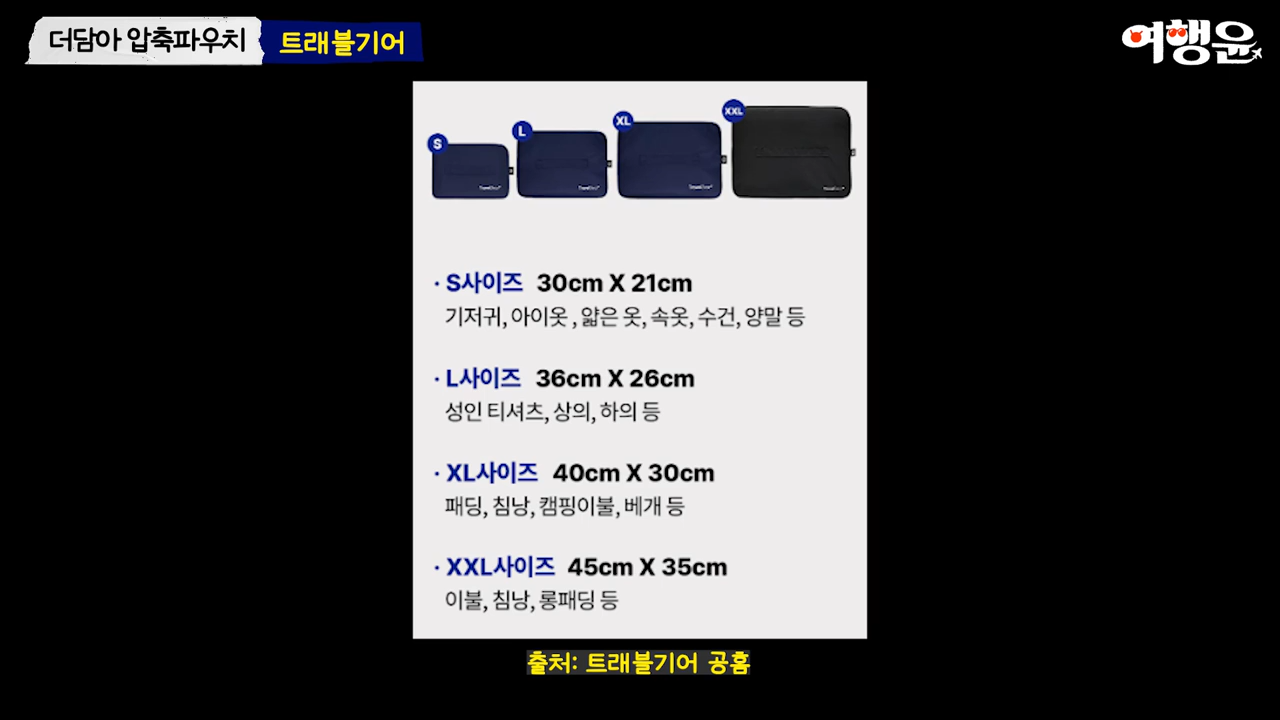 더담아 압축파우치 트래블기어
여행윤
S
L
XL
XXL
· S사이즈 30cm X 21cm
기저귀, 아이옷 , 얇은 옷, 속옷, 수건, 양말 등
· L사이즈 36cm X 26cm
성인 티셔츠, 상의, 하의 등
· XL사이즈 40cm X 30cm
패딩, 침낭, 캠핑이불, 베개 등
· XXL사이즈 45cm X 35cm
이불, 침낭, 롱패딩 등
출처: 트래블기어 공홈